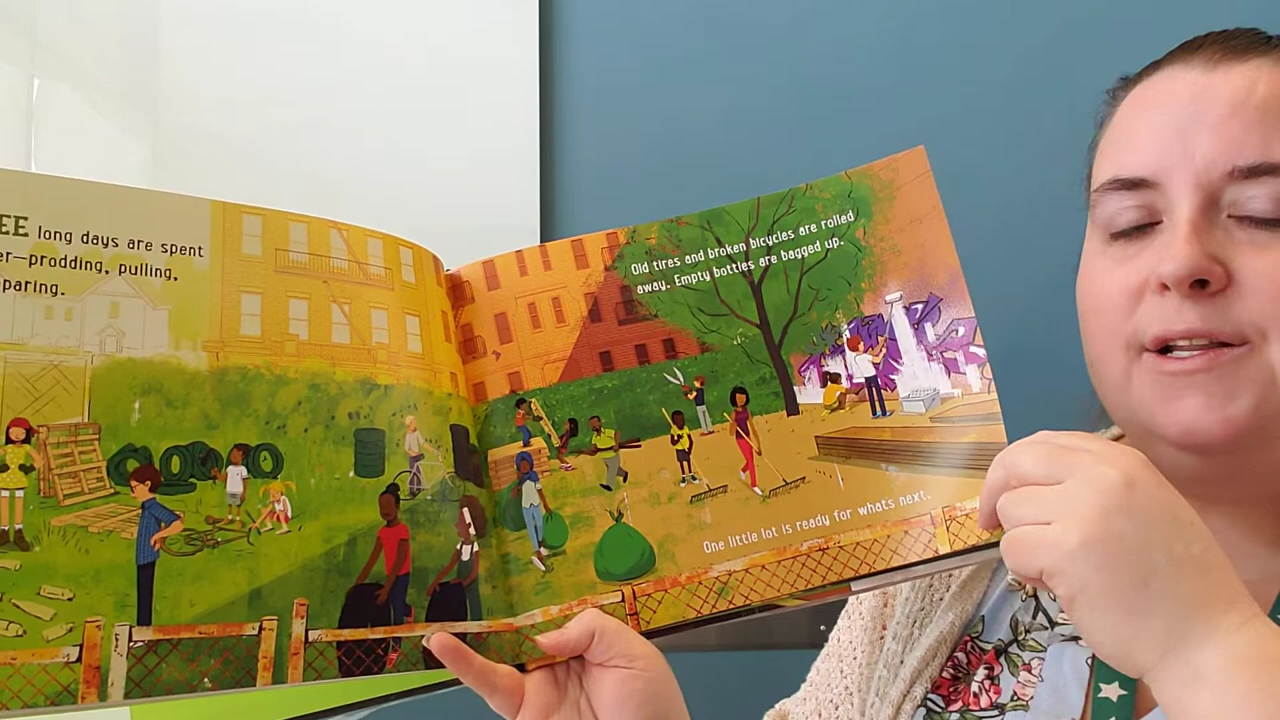 EE long days are spent
er—prodding, pulling,
paring.
Old tires and broken bicycles are rolled
away. Empty bottles are bagged up.
One little lot is ready for what's next.